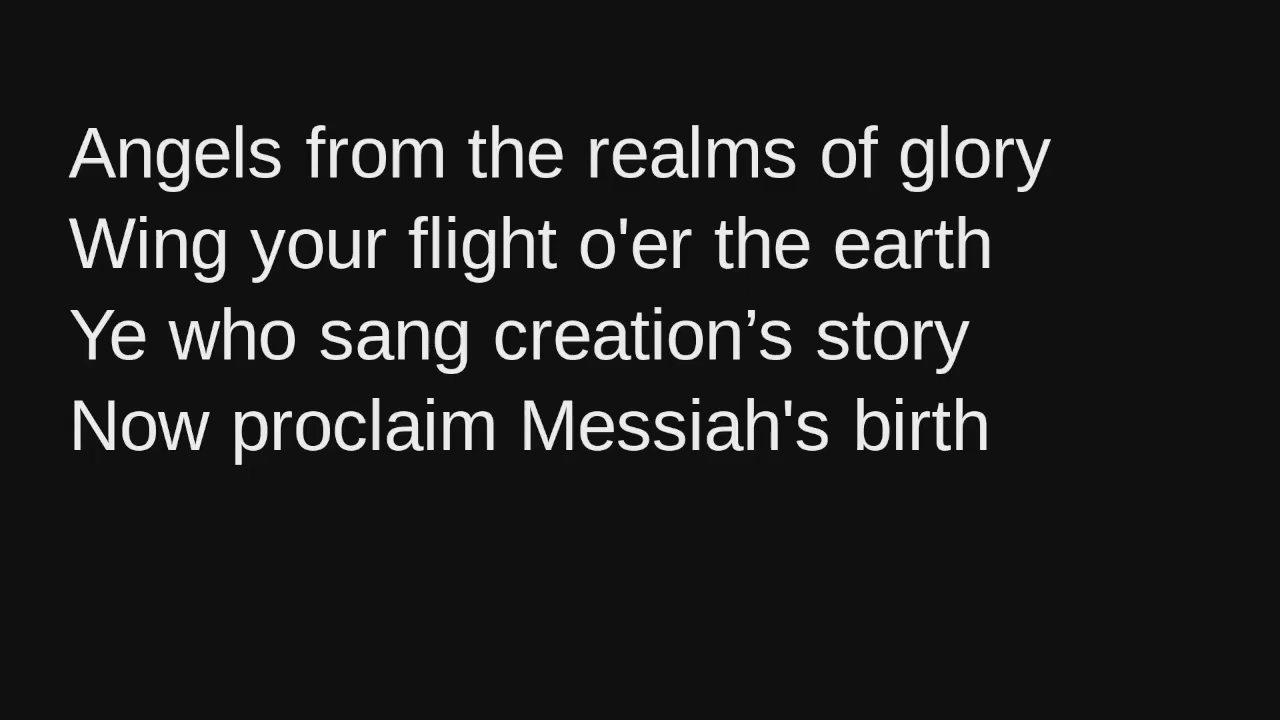 Angels from the realms of glory
Wing your flight o'er the earth
Ye who sang creation’s story
Now proclaim Messiah's birth